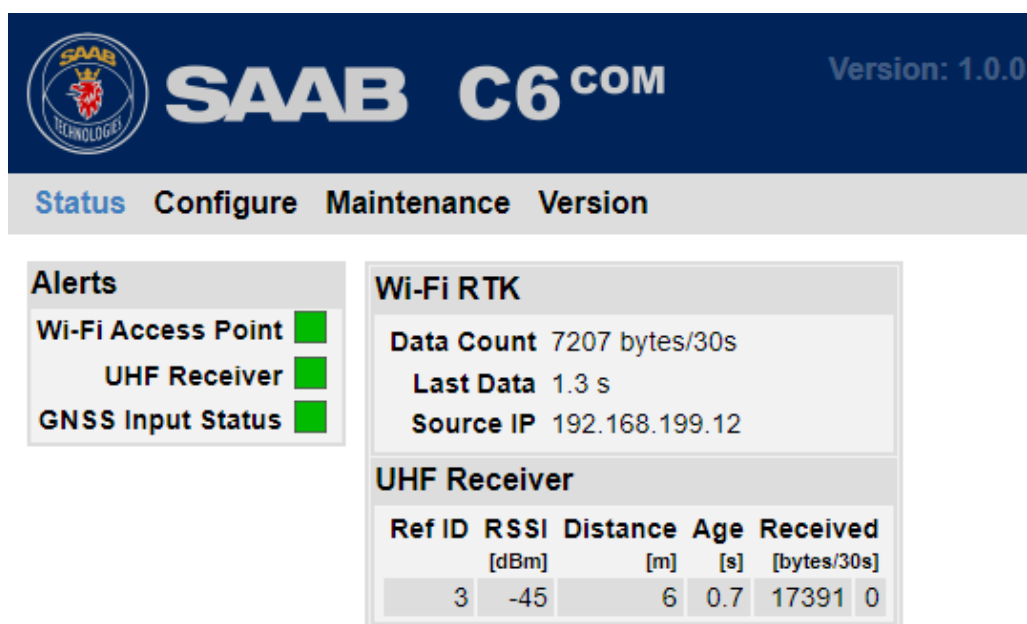 SAAB
TECHNOLOGIES
SAAB C6 COM
Version: 1.0.0
Status Configure Maintenance Version
Alerts
Wi-Fi Access Point
UHF Receiver
GNSS Input Status
Wi-Fi RTK
Data Count 7207 bytes/30s
Last Data 1.3 s
Source IP 192.168.199.12
UHF Receiver
Ref ID RSSI Distance Age Received
[dBm] [m] [s] [bytes/30s]
3 -45 6 0.7 17391 0